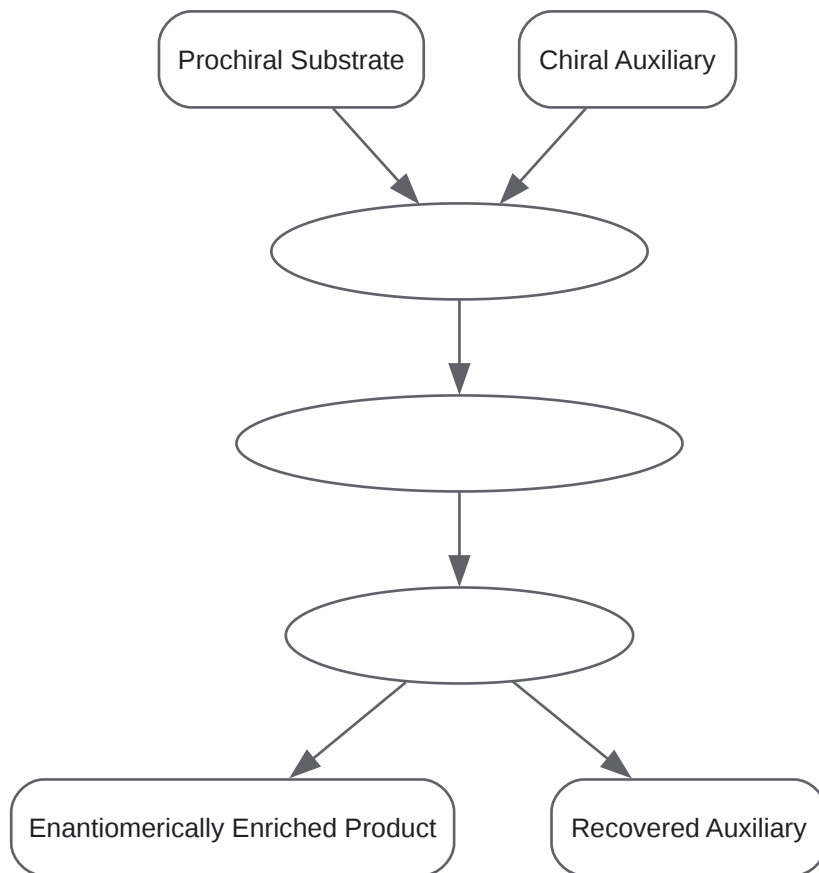 Prochiral Substrate
Chiral Auxiliary
Enantiomerically Enriched Product
Recovered Auxiliary